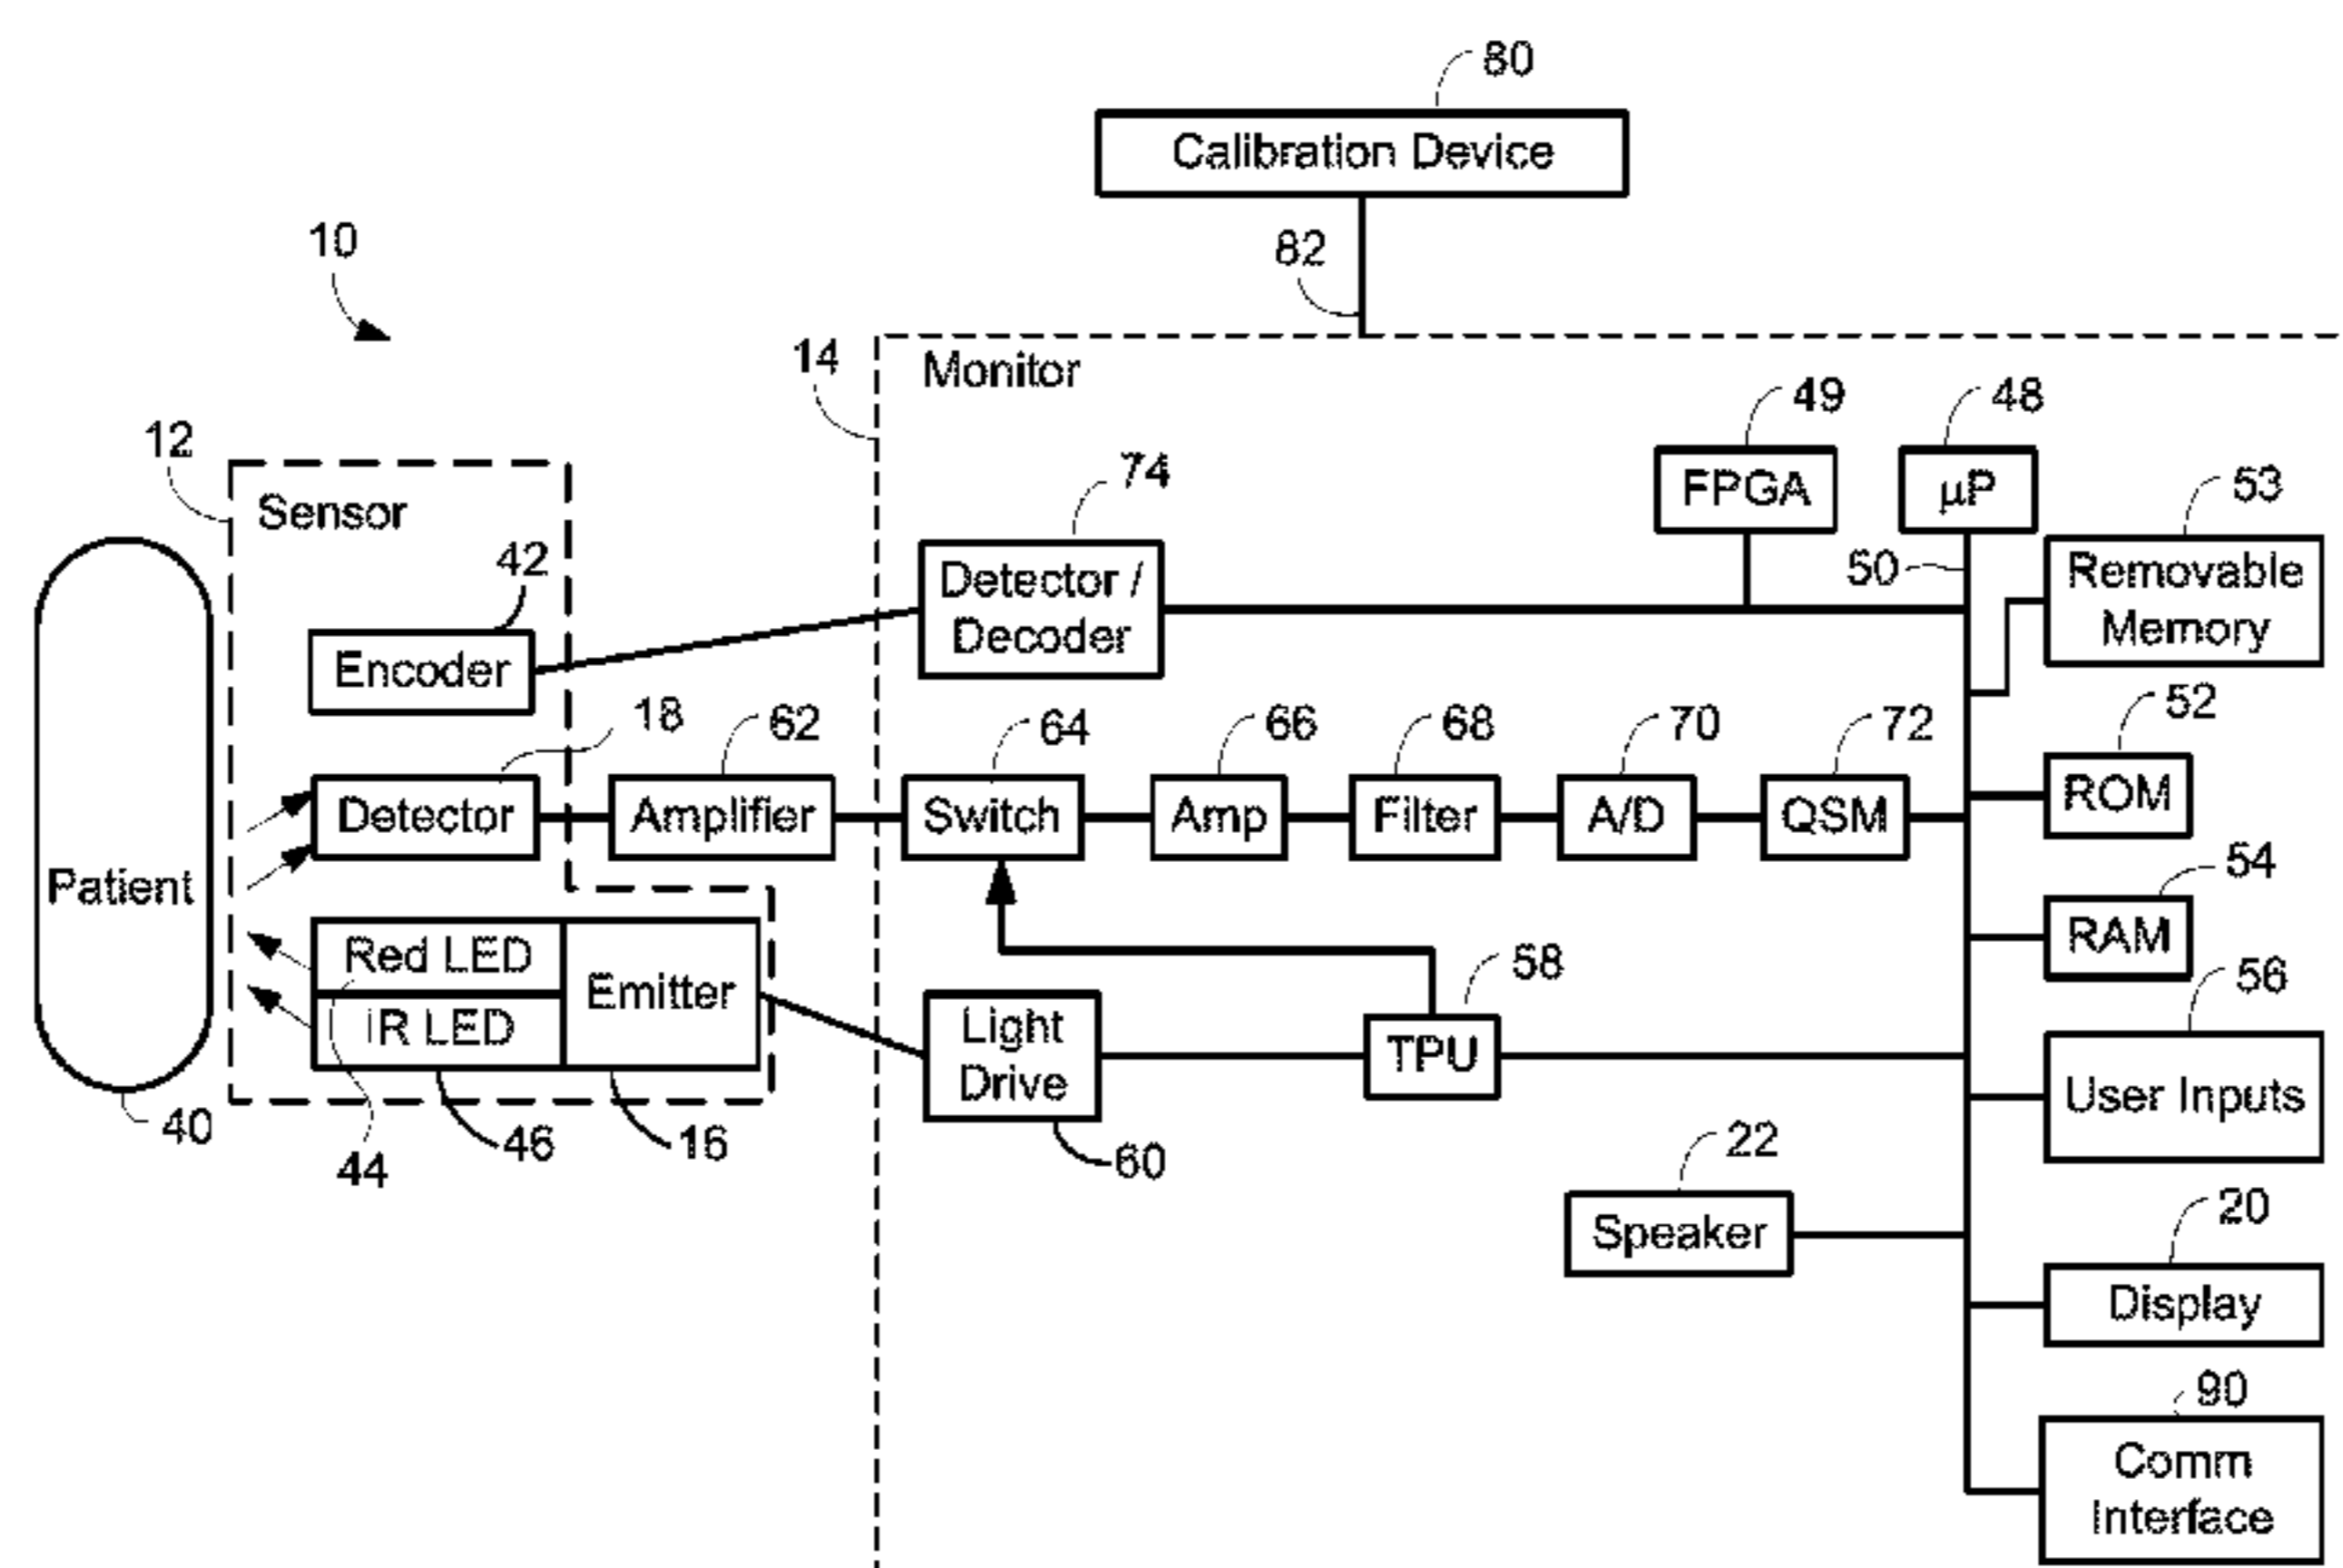 80
Calibration Device
10
82
14
Monitor
49
48
12
FPGA
µP
53
74
Sensor
Removable
Memory
50
42
Detector /
Decoder
Encoder
18
62
64
66
68
70
72
52
Detector
Amplifier
Switch
Amp
Filter
A/D
QSM
ROM
54
Patient
RAM
Red LED
Emitter
58
56
IR LED
Light
Drive
TPU
User Inputs
40
44
46
16
60
22
20
Speaker
Display
90
Comm
Interface